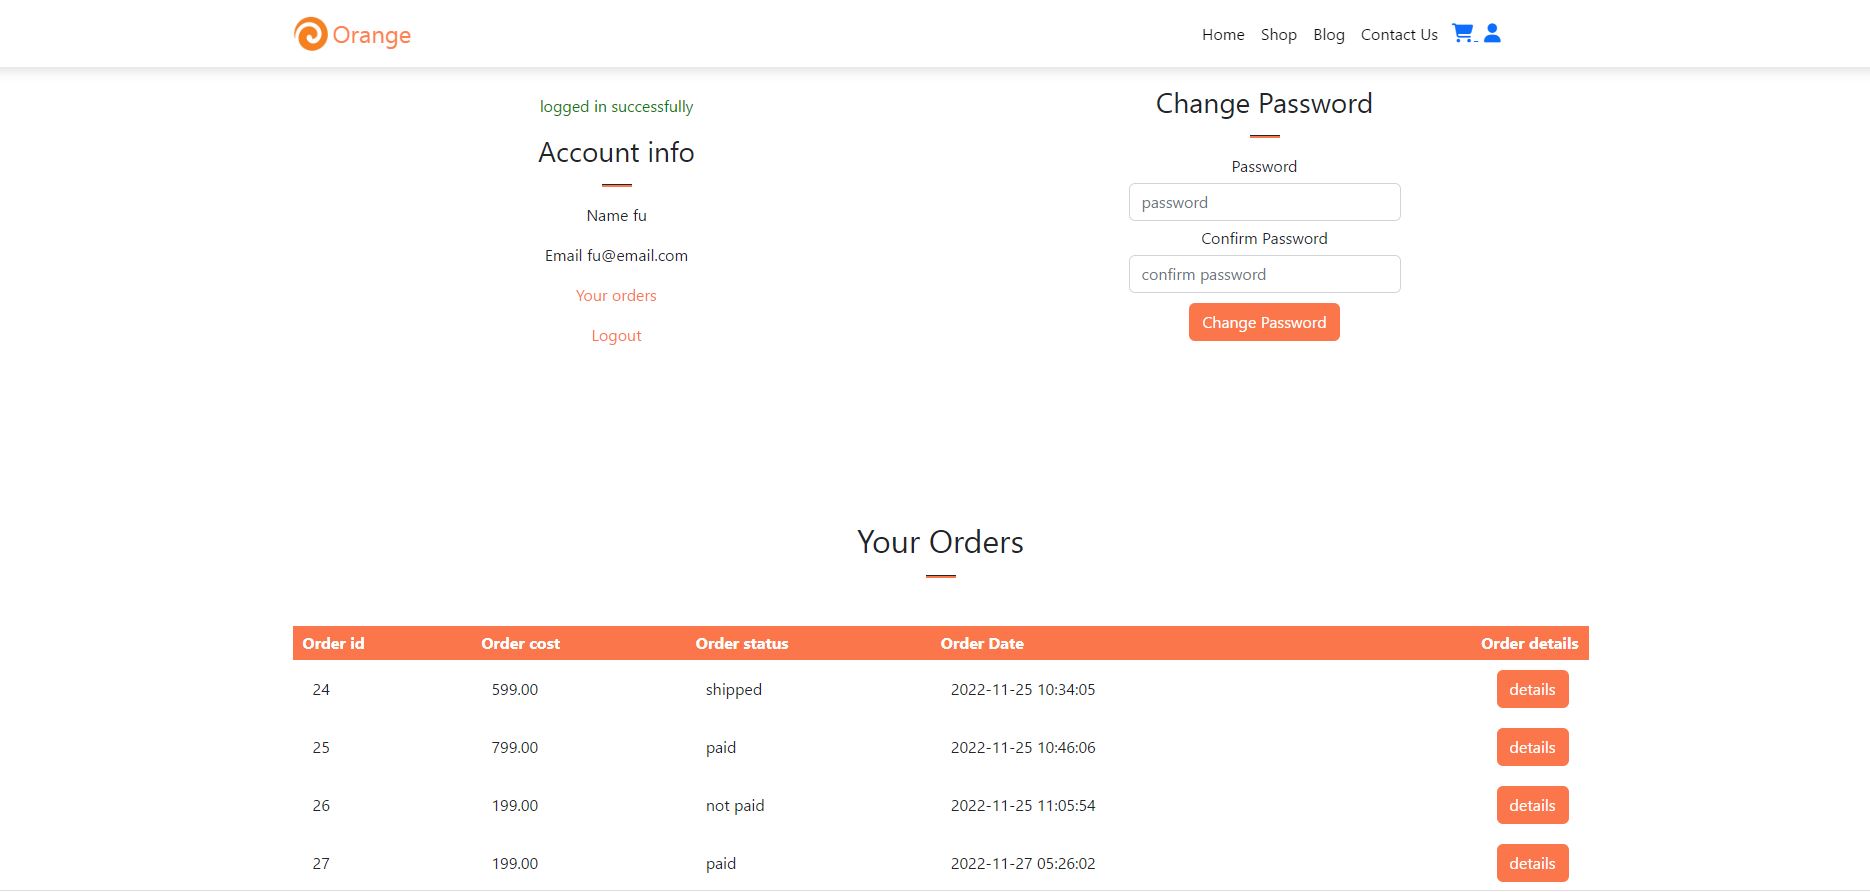 Orange
Home Shop Blog Contact Us
logged in successfully
Account info
Name fu
Email fu@email.com
Your orders
Logout
Change Password
Password
password
Confirm Password
confirm password
Change Password
Your Orders
Order id Order cost Order status Order Date Order details
24 599.00 shipped 2022-11-25 10:34:05 details
25 799.00 paid 2022-11-25 10:46:06 details
26 199.00 not paid 2022-11-25 11:05:54 details
27 199.00 paid 2022-11-27 05:26:02 details